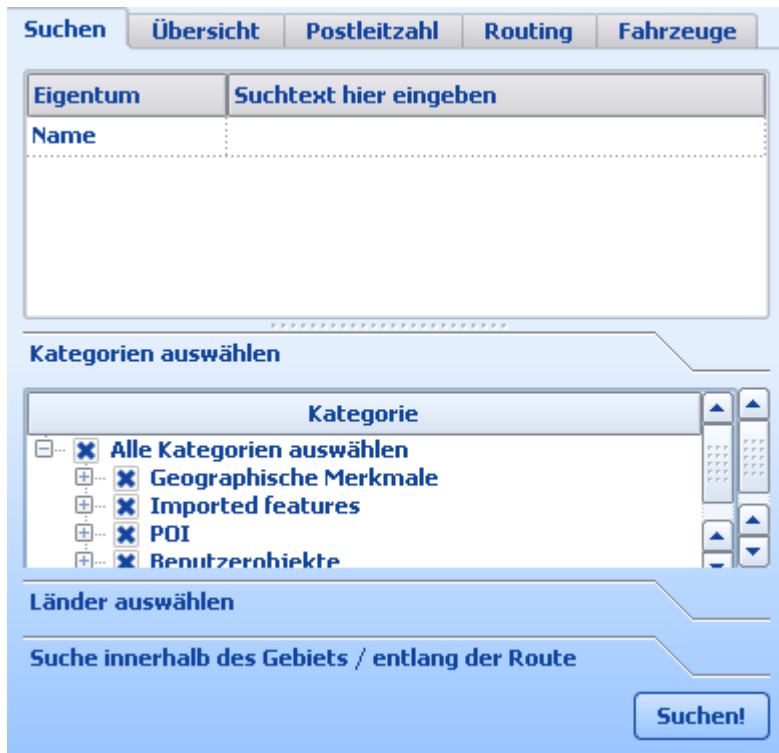 Suchen Übersicht Postleitzahl Routing Fahrzeuge
Eigentum Suchtext hier eingeben
Name
Kategorien auswählen
Kategorie
Alle Kategorien auswählen
Geographische Merkmale
Imported features
POI
Benutzerobjekte
Länder auswählen
Suche innerhalb des Gebiets / entlang der Route
Suchen!